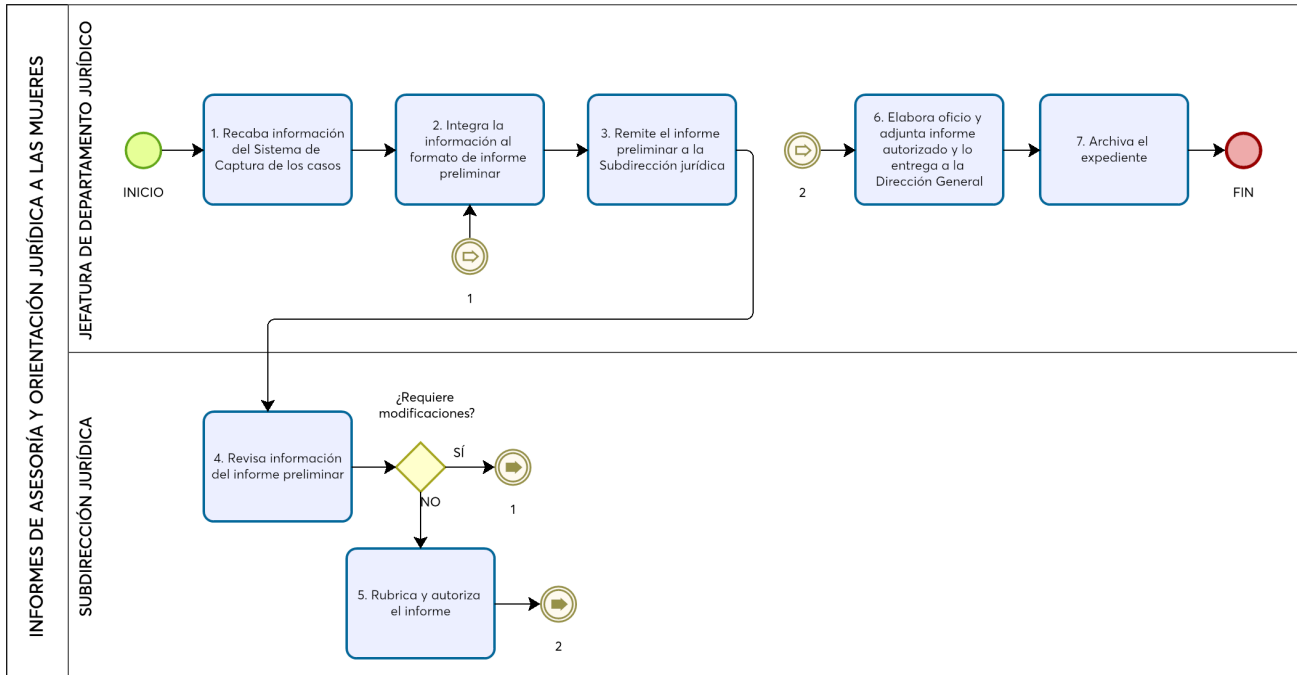 INFORMES DE ASESORÍA Y ORIENTACIÓN JURÍDICA A LAS MUJERES
JEFATURA DE DEPARTAMENTO JURÍDICO
INICIO
1. Recaba información
del Sistema de
Captura de los casos
2. Integra la
información al
formato de informe
preliminar
1
3. Remite el informe
preliminar a la
Subdirección jurídica
2
6. Elabora oficio y
adjunta informe
autorizado y lo
entrega a la
Dirección General
7. Archiva el
expediente
FIN
SUBDIRECCIÓN JURÍDICA
4. Revisa información
del informe preliminar
¿Requiere
modificaciones?
SÍ
1
NO
5. Rubrica y autoriza
el informe
2